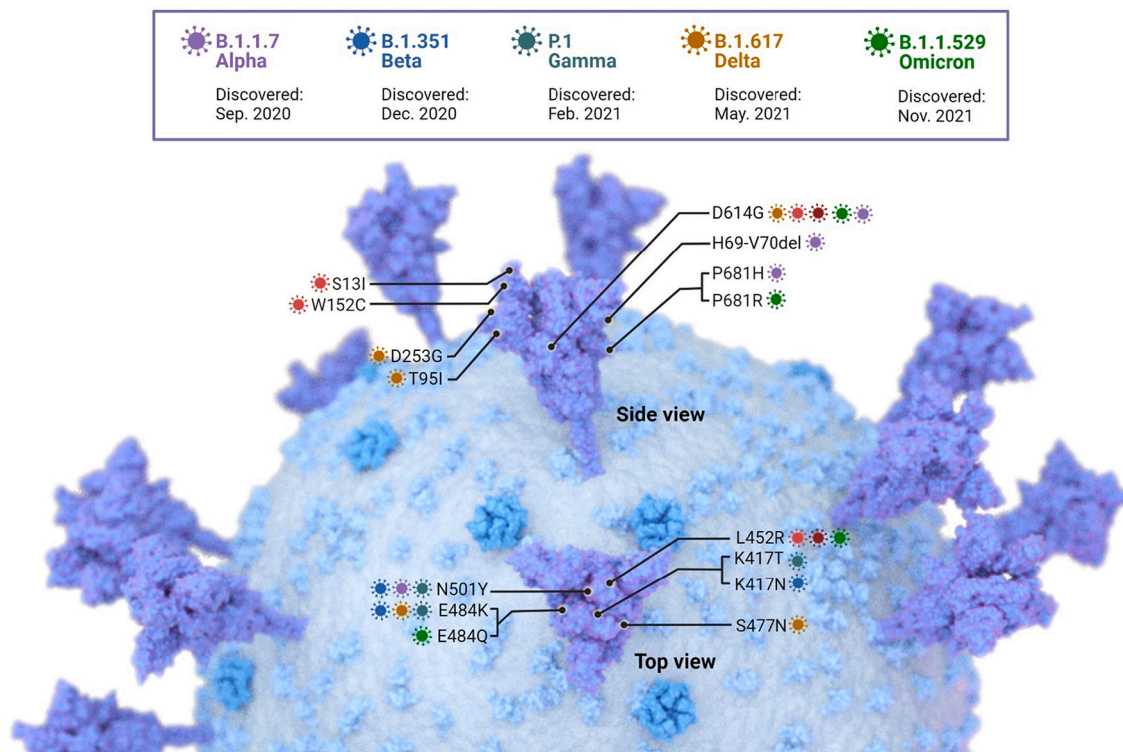 B.1.1.7
Alpha
Discovered:
Sep. 2020
B.1.351
Beta
Discovered:
Dec. 2020
P.1
Gamma
Discovered:
Feb. 2021
B.1.617
Delta
Discovered:
May. 2021
B.1.1.529
Omicron
Discovered:
Nov. 2021
D614G
H69-V70del
P681H
P681R
S13I
W152C
D253G
T95I
Side view
L452R
K417T
K417N
N501Y
E484K
E484Q
S477N
Top view